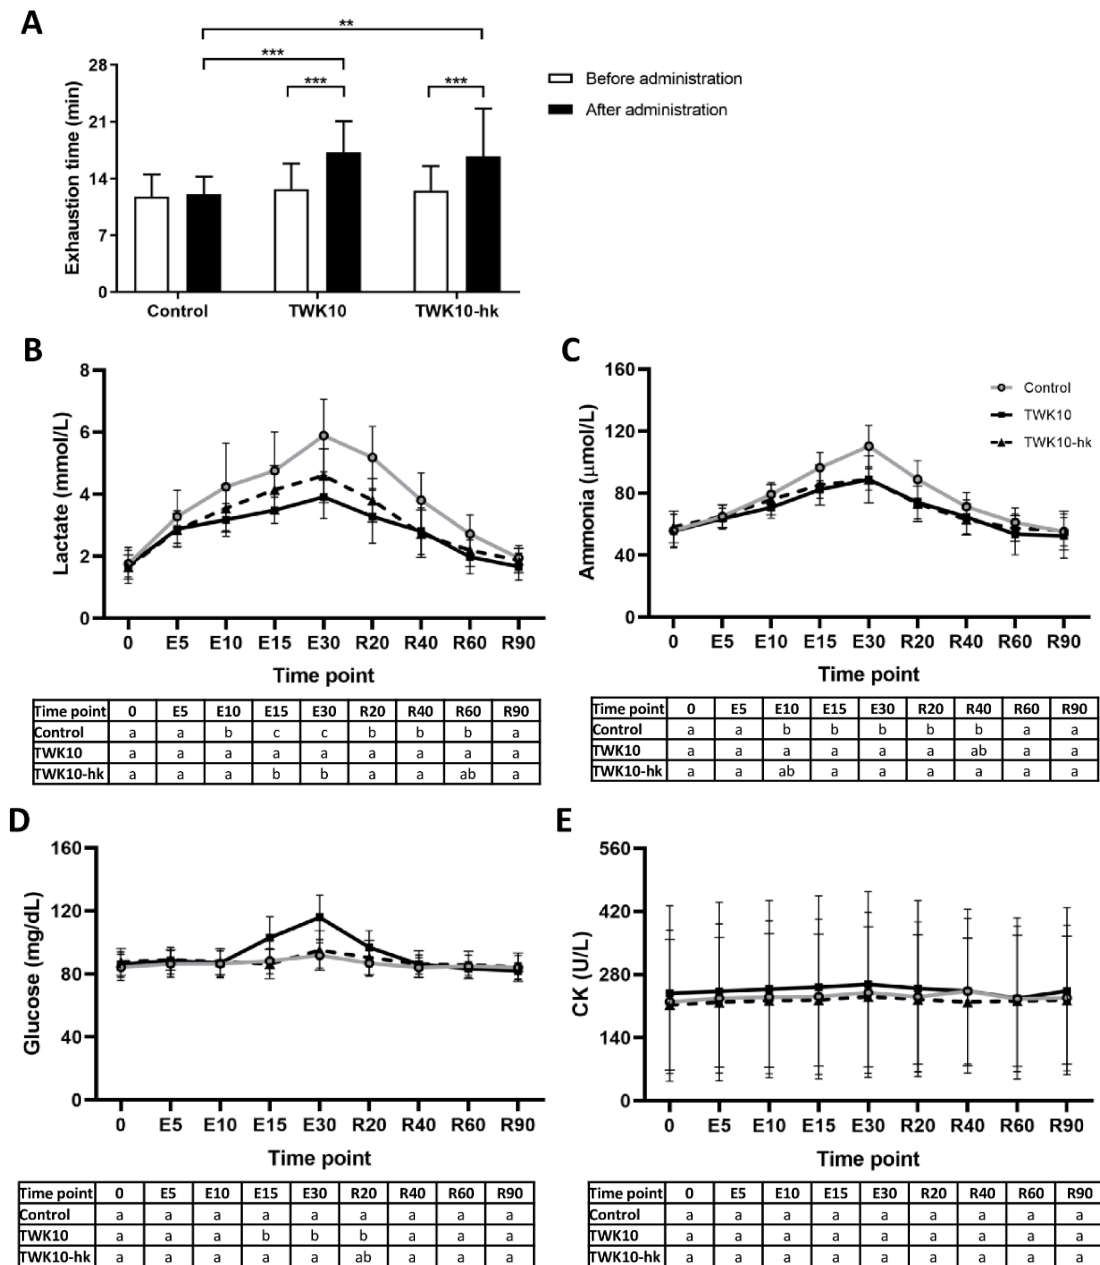 A
**
***
***
***
28
21
14
7
0
Exhaustion time (min)
Control
TWK10
TWK10-hk
Before administration
After administration
B
8
6
4
2
0
Lactate (mmol/L)
0 E5 E10 E15 E30 R20 R40 R60 R90
Time point
Time point 0 E5 E10 E15 E30 R20 R40 R60 R90
Control a a b c c b b b a
TWK10 a a a a a a a a a
TWK10-hk a a a b b a a ab a
C
160
120
80
40
0
Ammonia (μmol/L)
Control
TWK10
TWK10-hk
0 E5 E10 E15 E30 R20 R40 R60 R90
Time point
Time point 0 E5 E10 E15 E30 R20 R40 R60 R90
Control a a b b b b b a a
TWK10 a a a a a a ab a a
TWK10-hk a a ab a a a a a a
D
160
120
80
40
0
Glucose (mg/dL)
0 E5 E10 E15 E30 R20 R40 R60 R90
Time point
Time point 0 E5 E10 E15 E30 R20 R40 R60 R90
Control a a a a a a a a a
TWK10 a a a b b b a a a
TWK10-hk a a a a a ab a a a
E
560
420
280
140
0
CK (U/L)
0 E5 E10 E15 E30 R20 R40 R60 R90
Time point
Time point 0 E5 E10 E15 E30 R20 R40 R60 R90
Control a a a a a a a a a
TWK10 a a a a a a a a a
TWK10-hk a a a a a a a a a